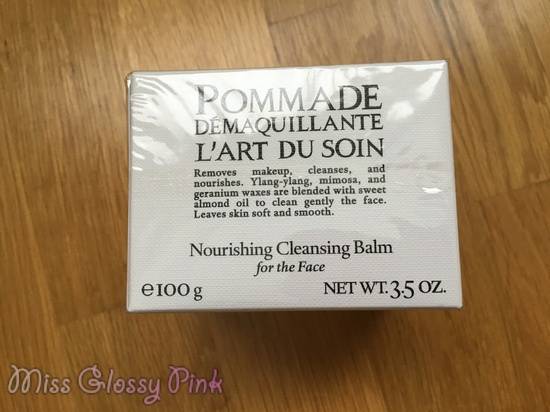 POMMADE
DÉMAQUILLANTE
L'ART DU SOIN
Removes makeup, cleanses, and
nourishes. Ylang-ylang, mimosa, and
geranium waxes are blended with sweet
almond oil to clean gently the face.
Leaves skin soft and smooth.
Nourishing Cleansing Balm
for the Face
e100 g NET WT. 3.5 OZ.
Miss Glossy Pink